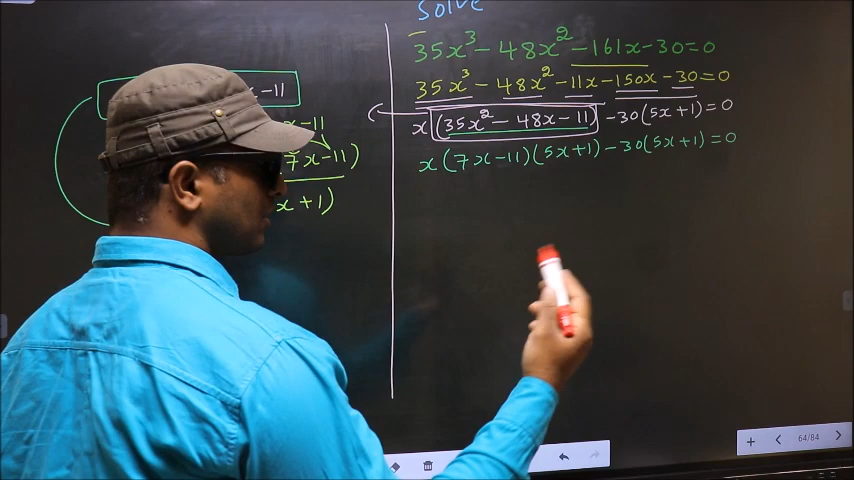 Solve
35x³ − 48x² − 161x − 30 = 0
35x³ − 48x² − 11x − 150x − 30 = 0
x(35x² − 48x − 11) − 30(5x + 1) = 0
x(7x − 11)(5x + 1) − 30(5x + 1) = 0
x − 11
x − 11
(7x − 11)
x + 1)
64/84